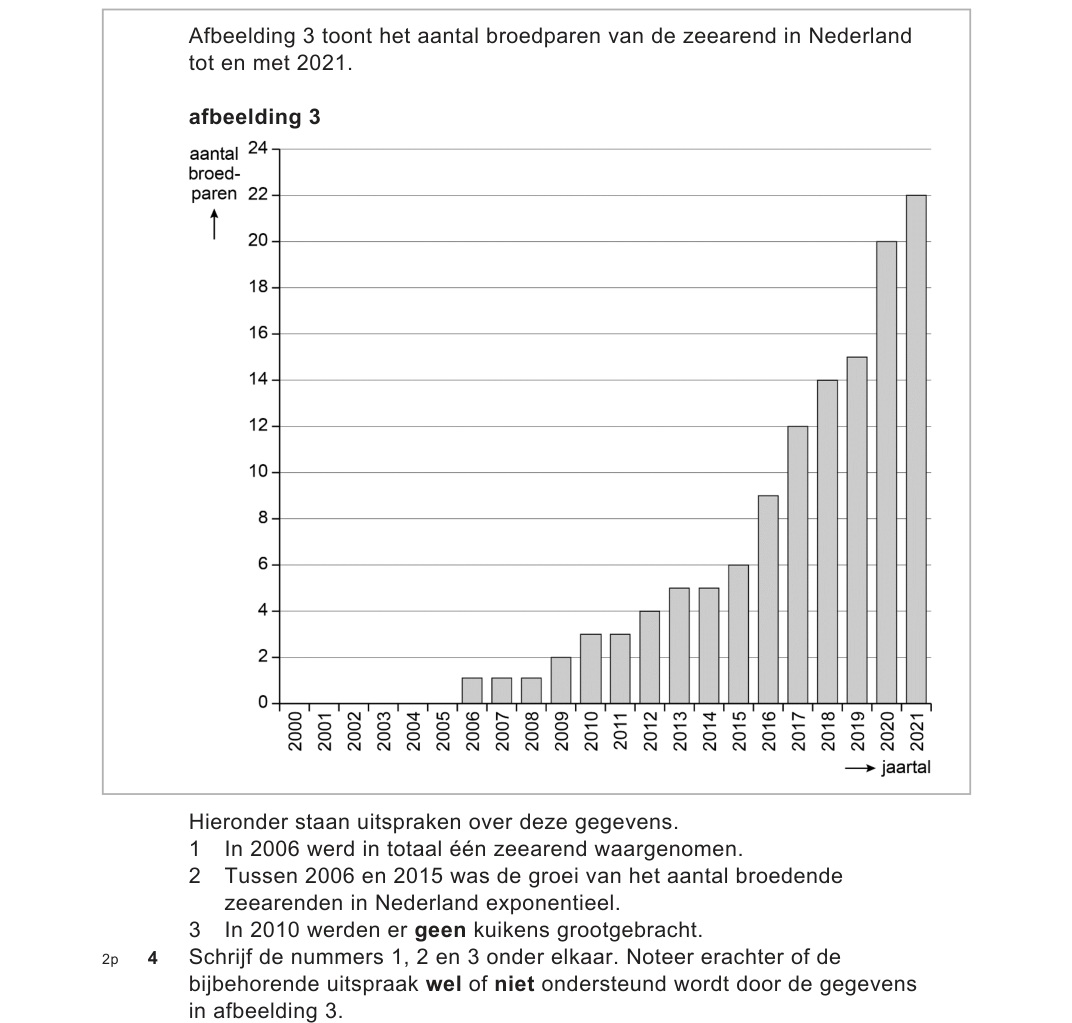 Afbeelding 3 toont het aantal broedparen van de zeearend in Nederland
tot en met 2021.
afbeelding 3
aantal
broed-
paren
24
22
20
18
16
14
12
10
8
6
4
2
0
2000
2001
2002
2003
2004
2005
2006
2007
2008
2009
2010
2011
2012
2013
2014
2015
2016
2017
2018
2019
2020
2021
jaartal
Hieronder staan uitspraken over deze gegevens.
1 In 2006 werd in totaal één zeearend waargenomen.
2 Tussen 2006 en 2015 was de groei van het aantal broedende
zeearenden in Nederland exponentieel.
3 In 2010 werden er geen kuikens grootgebracht.
2p 4 Schrijf de nummers 1, 2 en 3 onder elkaar. Noteer erachter of de
bijbehorende uitspraak wel of niet ondersteund wordt door de gegevens
in afbeelding 3.